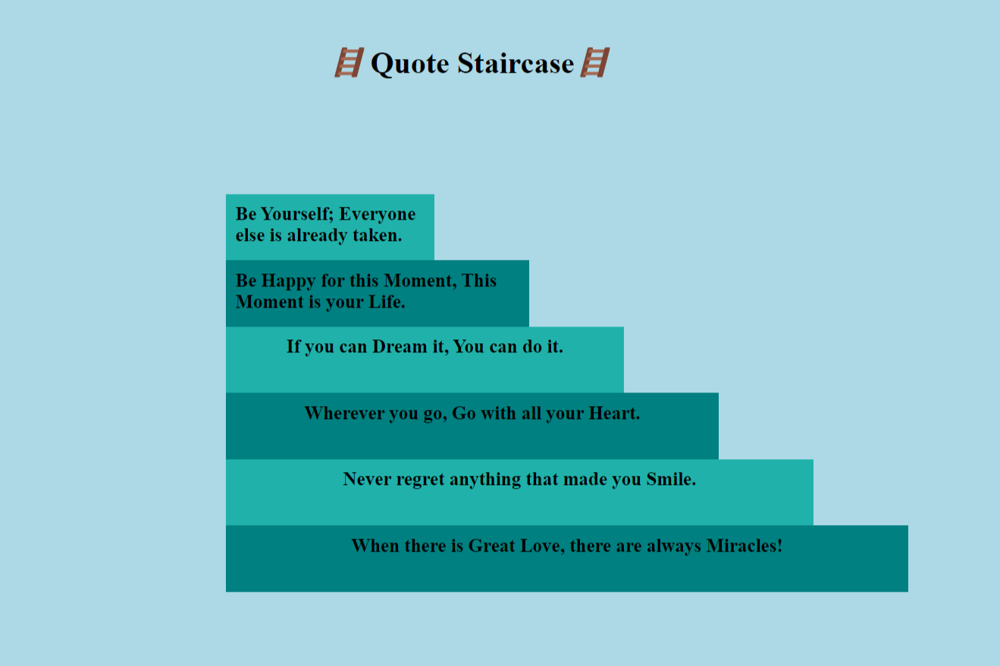 Quote Staircase
Be Yourself; Everyone
else is already taken.
Be Happy for this Moment, This
Moment is your Life.
If you can Dream it, You can do it.
Wherever you go, Go with all your Heart.
Never regret anything that made you Smile.
When there is Great Love, there are always Miracles!